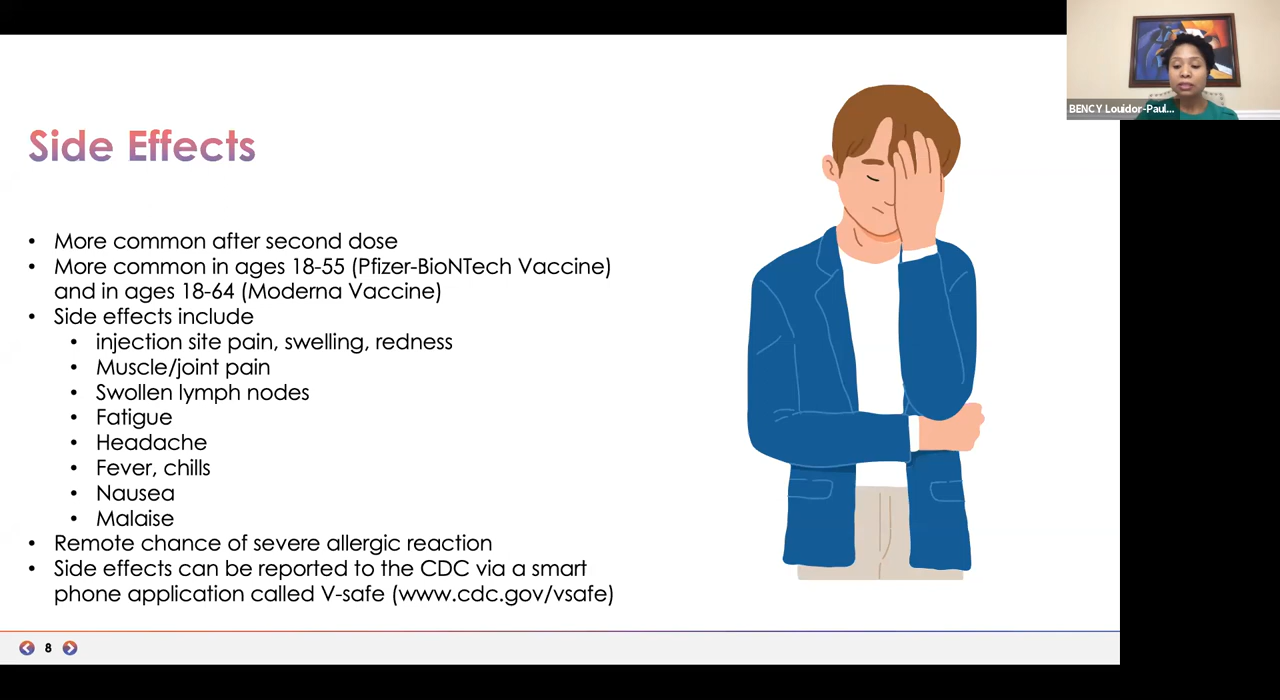 BENCY Louidor-Paul...
Side Effects
• More common after second dose
• More common in ages 18-55 (Pfizer-BioNTech Vaccine)
and in ages 18-64 (Moderna Vaccine)
• Side effects include
• injection site pain, swelling, redness
• Muscle/joint pain
• Swollen lymph nodes
• Fatigue
• Headache
• Fever, chills
• Nausea
• Malaise
• Remote chance of severe allergic reaction
• Side effects can be reported to the CDC via a smart
phone application called V-safe (www.cdc.gov/vsafe)
8